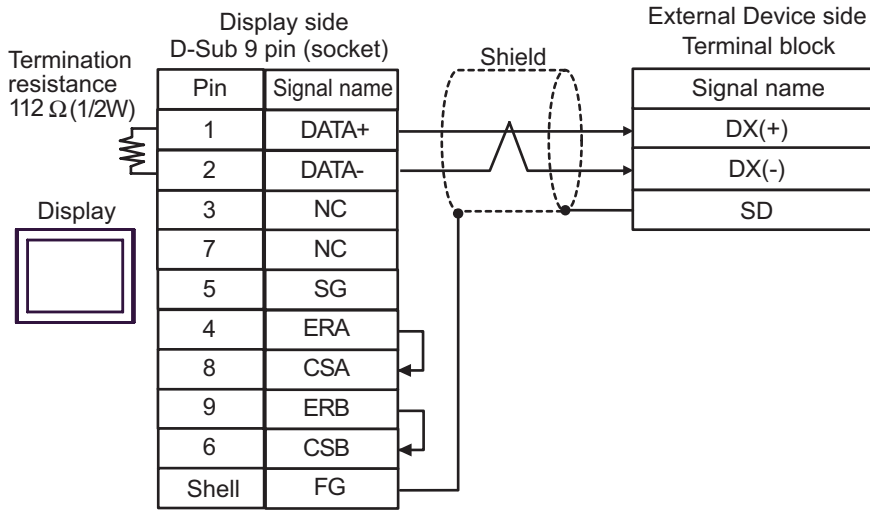 Display side
D-Sub 9 pin (socket)
Termination
resistance
112 Ω (1/2W)
Display
Pin Signal name
1 DATA+
2 DATA-
3 NC
7 NC
5 SG
4 ERA
8 CSA
9 ERB
6 CSB
Shell FG
Shield
External Device side
Terminal block
Signal name
DX(+)
DX(-)
SD